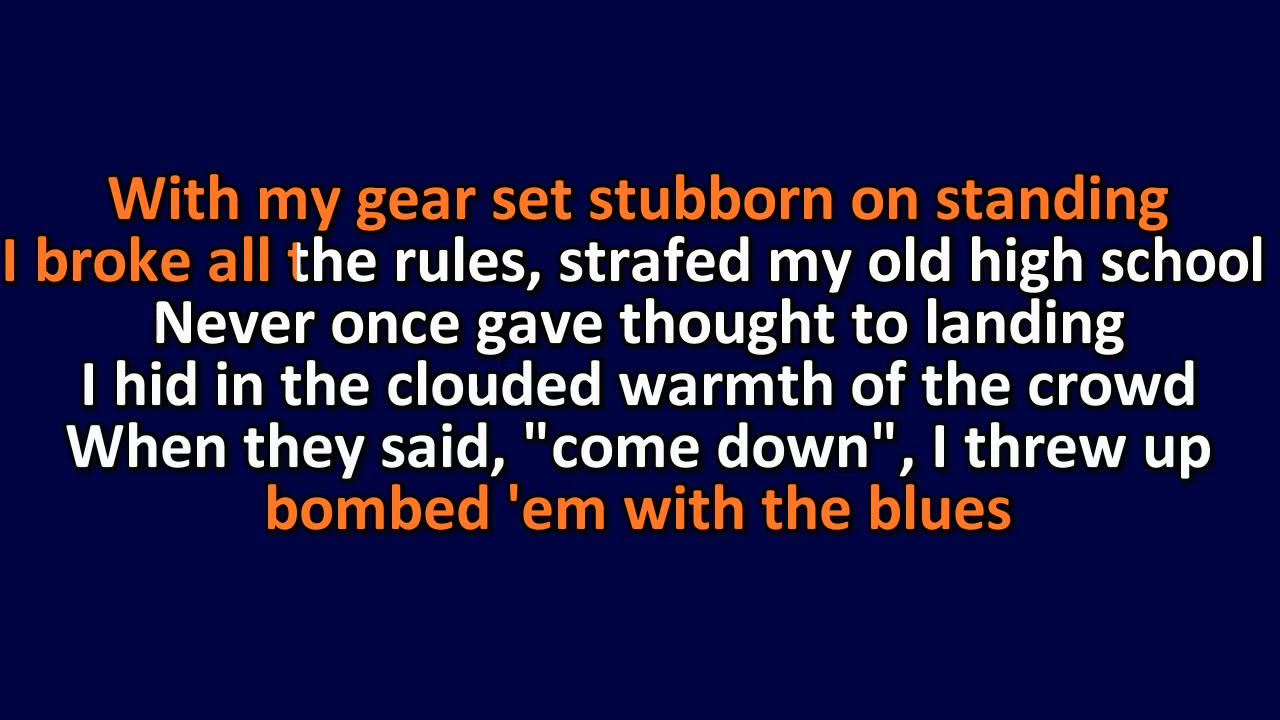 With my gear set stubborn on standing
I broke all the rules, strafed my old high school
Never once gave thought to landing
I hid in the clouded warmth of the crowd
When they said, "come down", I threw up
bombed 'em with the blues